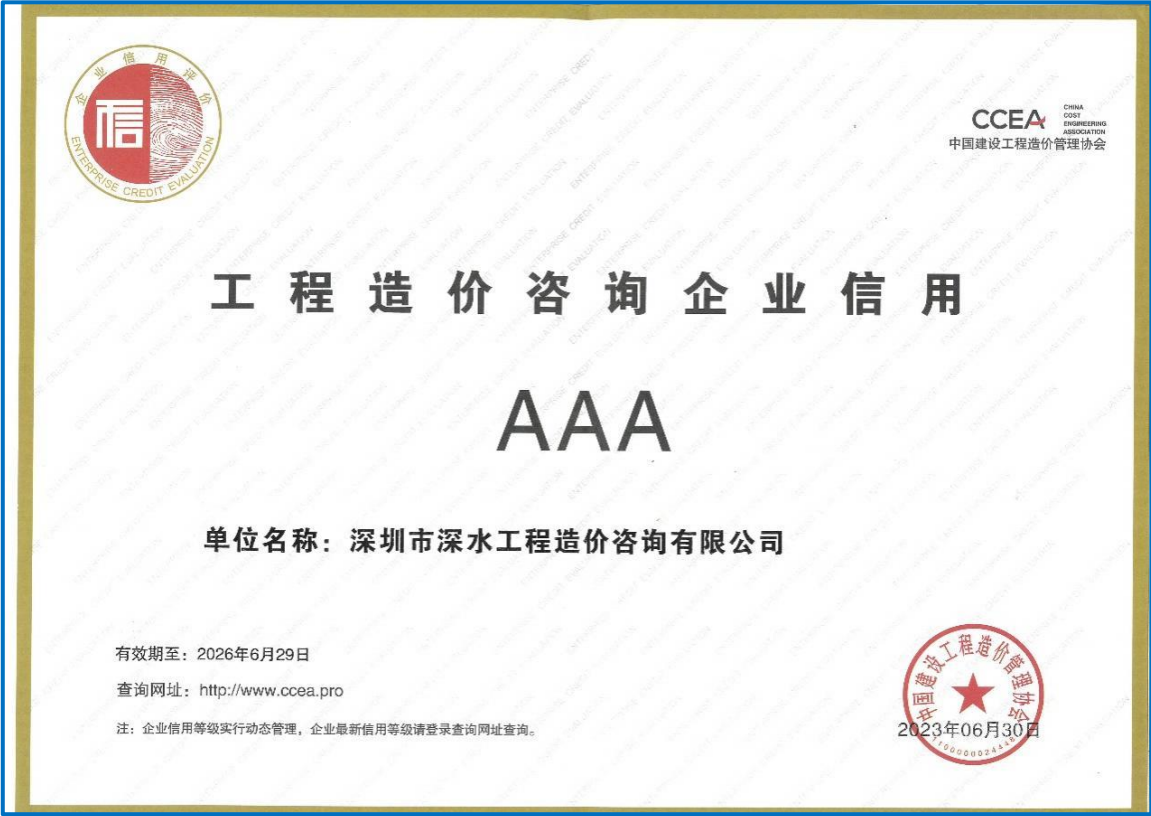 企业信用评价
信
ENTERPRISE CREDIT EVALUATION
CCEA
CHINA
COST
ENGINEERING
ASSOCIATION
中国建设工程造价管理协会
工程造价咨询企业信用
AAA
单位名称：深圳市深水工程造价咨询有限公司
有效期至：2026年6月29日
查询网址：http://www.ccea.pro
注：企业信用等级实行动态管理，企业最新信用等级请登录查询网址查询。
中国建设工程造价管理协会
2023年06月30日